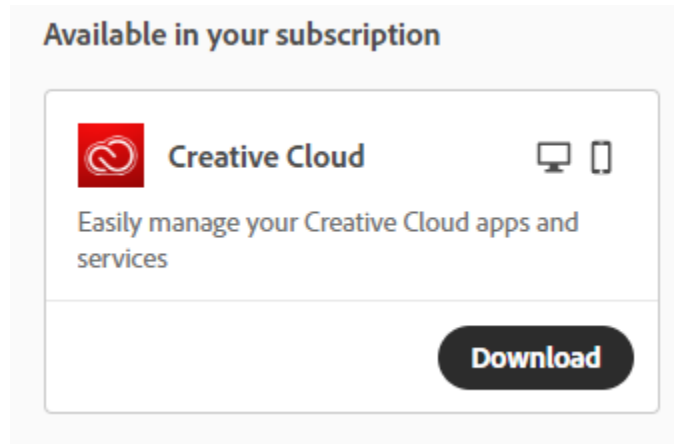 Available in your subscription
Creative Cloud
Easily manage your Creative Cloud apps and
services
Download